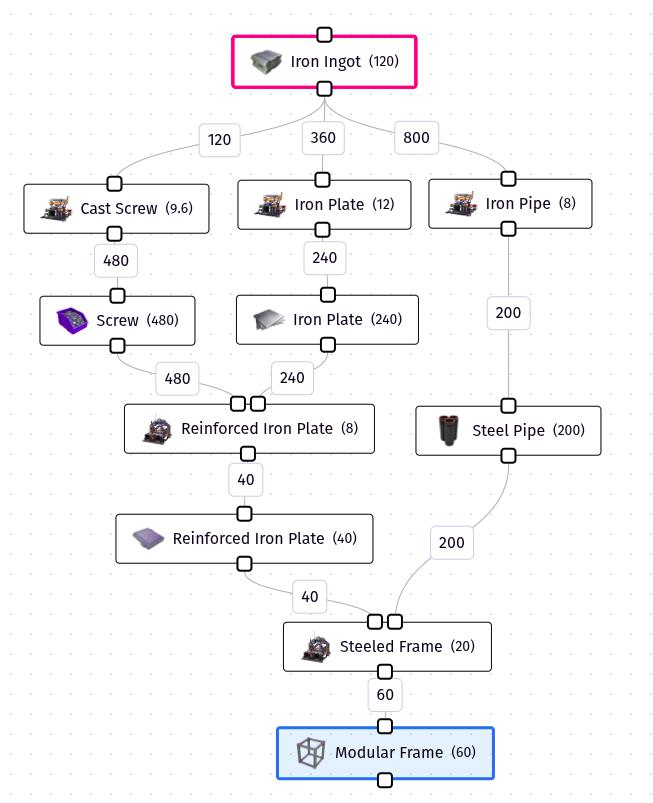 Iron Ingot (120)
120
360
800
Cast Screw (9.6)
Iron Plate (12)
Iron Pipe (8)
480
240
200
Screw (480)
Iron Plate (240)
480
240
Reinforced Iron Plate (8)
Steel Pipe (200)
40
Reinforced Iron Plate (40)
200
40
Steeled Frame (20)
60
Modular Frame (60)